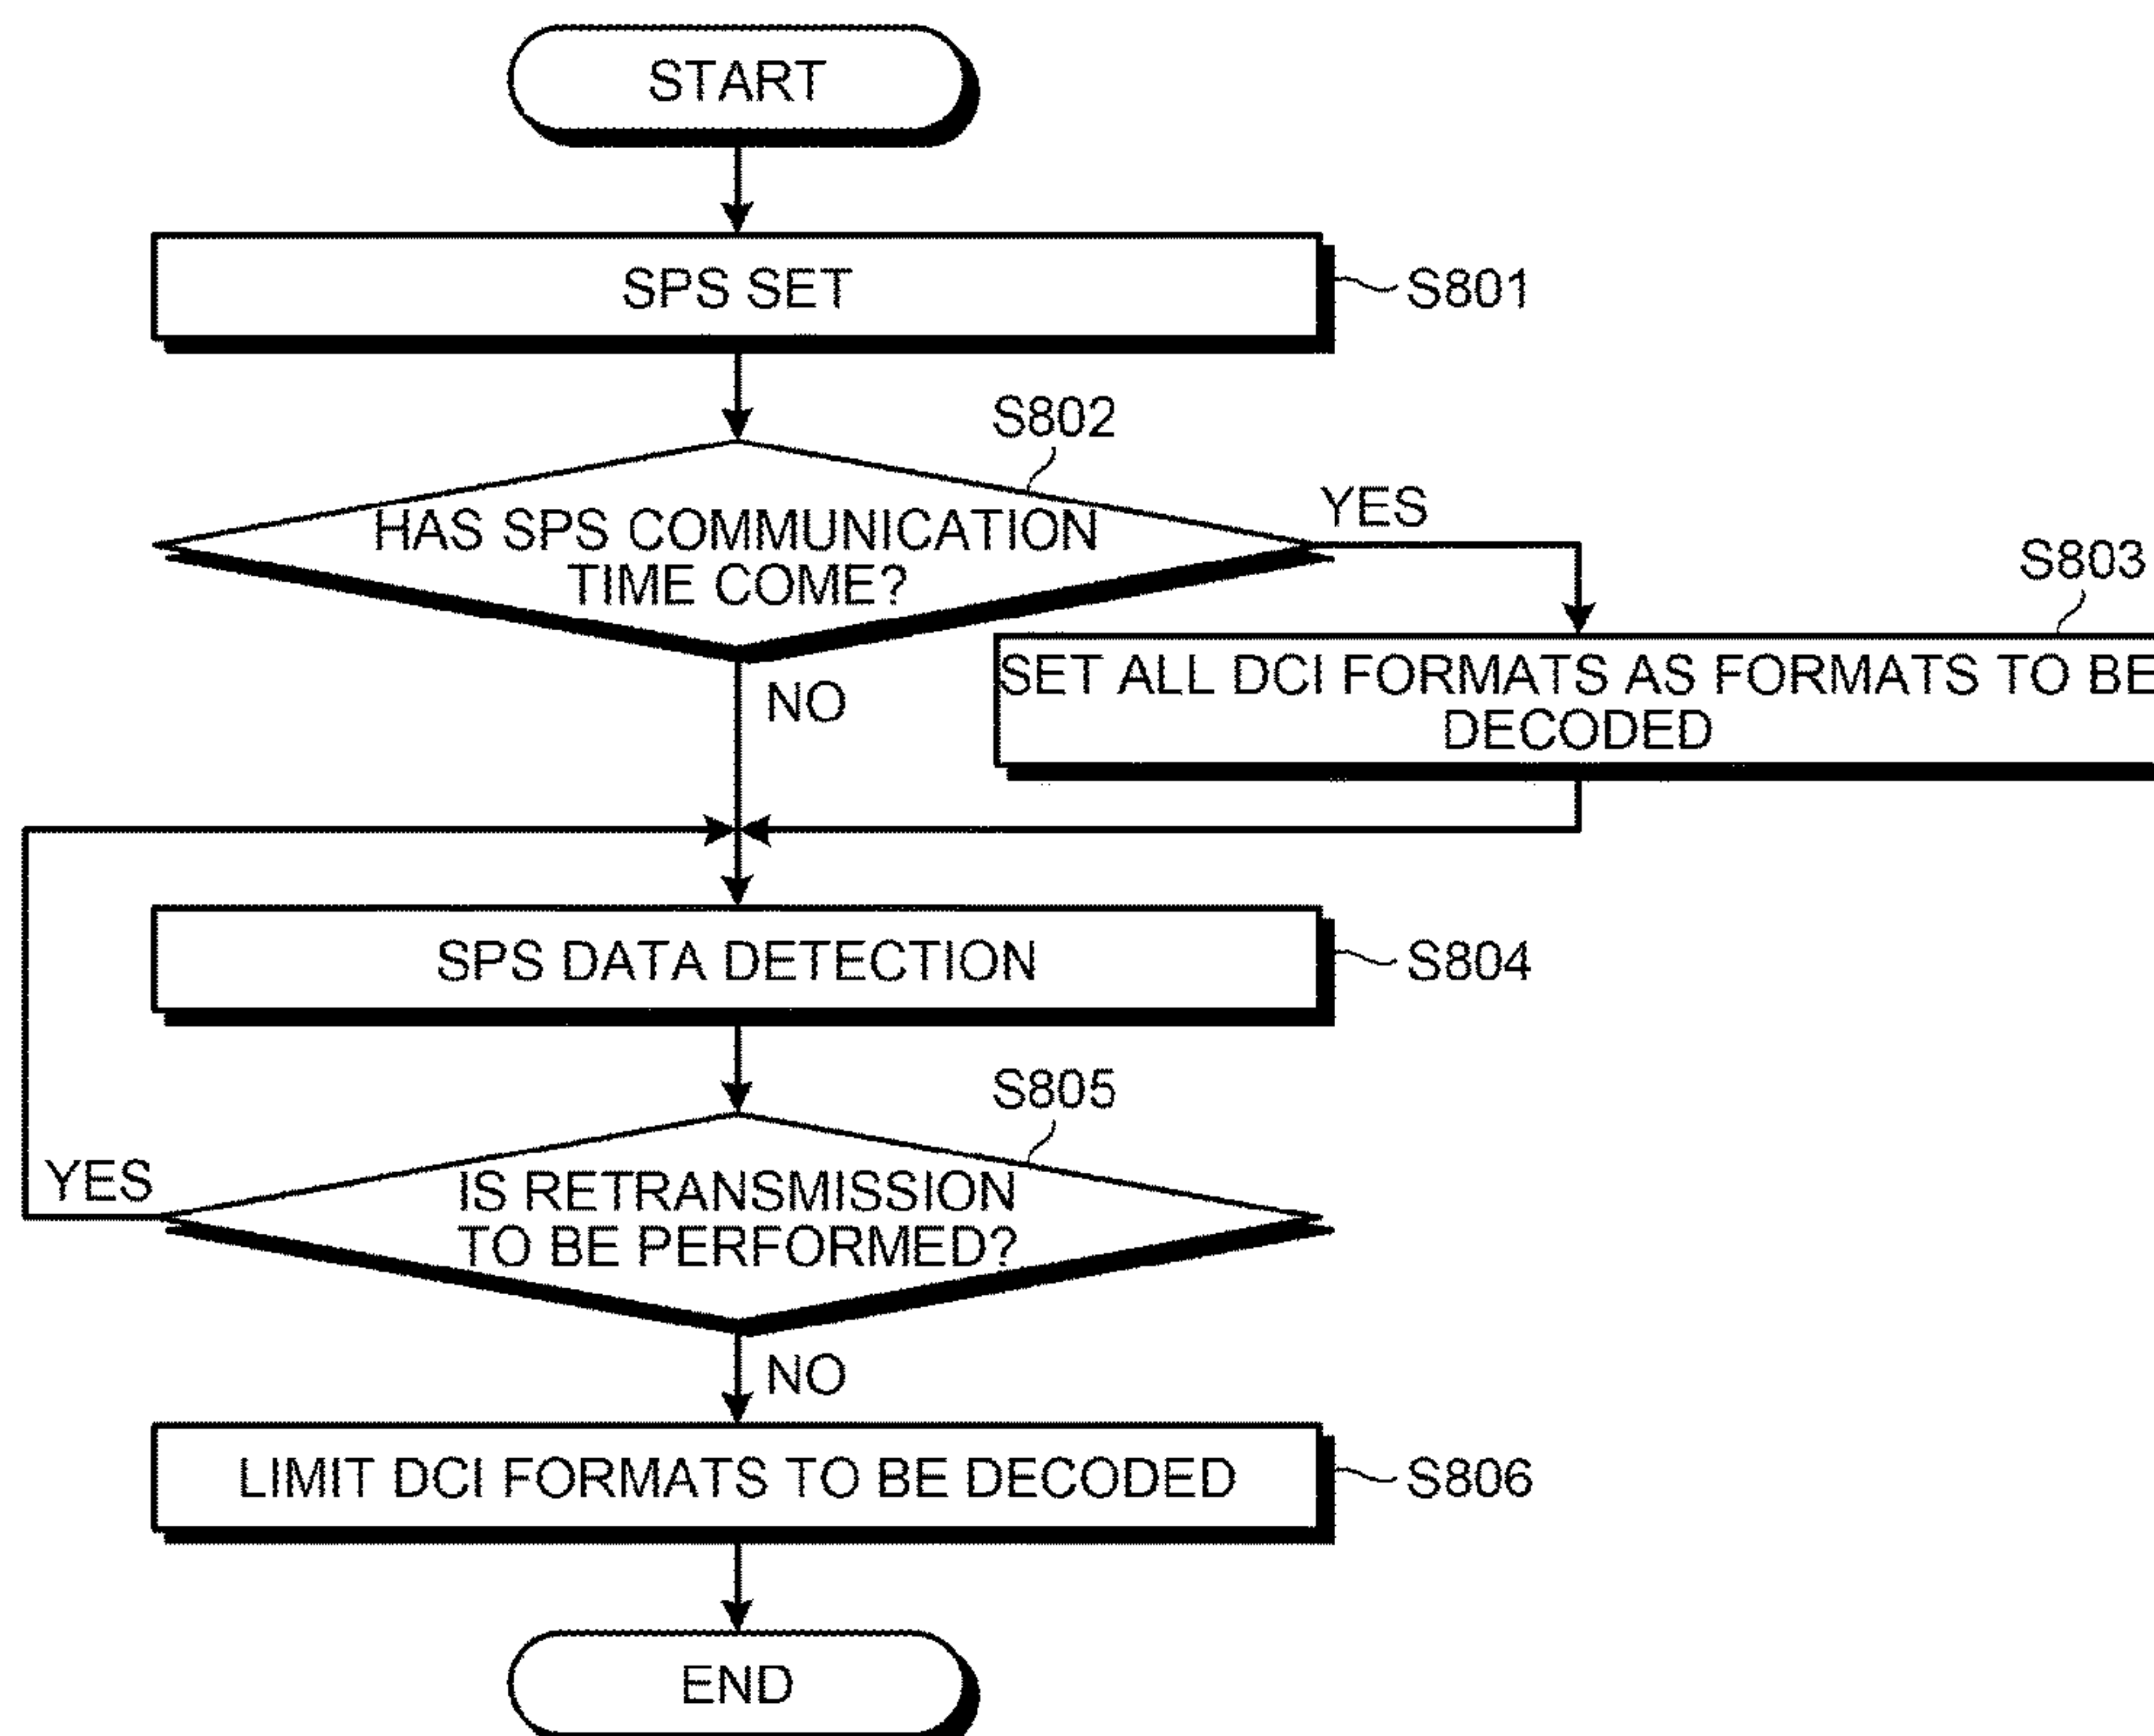 START
SPS SET
S801
S802
HAS SPS COMMUNICATION
TIME COME?
YES
NO
S803
SET ALL DCI FORMATS AS FORMATS TO BE
DECODED
SPS DATA DETECTION
S804
S805
IS RETRANSMISSION
TO BE PERFORMED?
YES
NO
LIMIT DCI FORMATS TO BE DECODED
S806
END